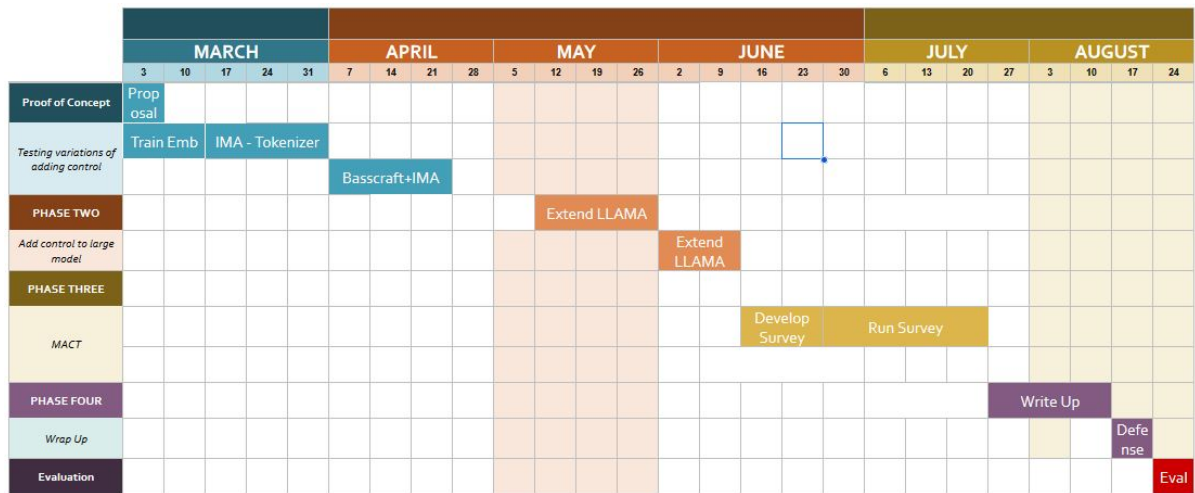 MARCH APRIL MAY JUNE JULY AUGUST
3 10 17 24 31 7 14 21 28 5 12 19 26 2 9 16 23 30 6 13 20 27 3 10 17 24
Proof of Concept
Prop
osal
Testing variations of
adding control
Train Emb
IMA - Tokenizer
Basscraft+IMA
PHASE TWO
Extend LLAMA
Add control to large
model
Extend
LLAMA
PHASE THREE
MACT
Develop
Survey
Run Survey
PHASE FOUR
Write Up
Wrap Up
Defe
nse
Evaluation
Eval